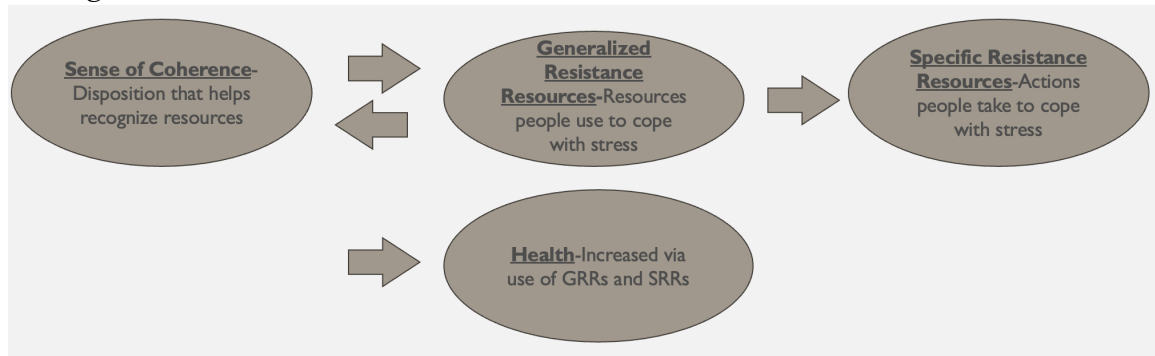 Sense of Coherence-
Disposition that helps
recognize resources
Generalized
Resistance
Resources-Resources
people use to cope
with stress
Specific Resistance
Resources-Actions
people take to cope
with stress
Health-Increased via
use of GRRs and SRRs